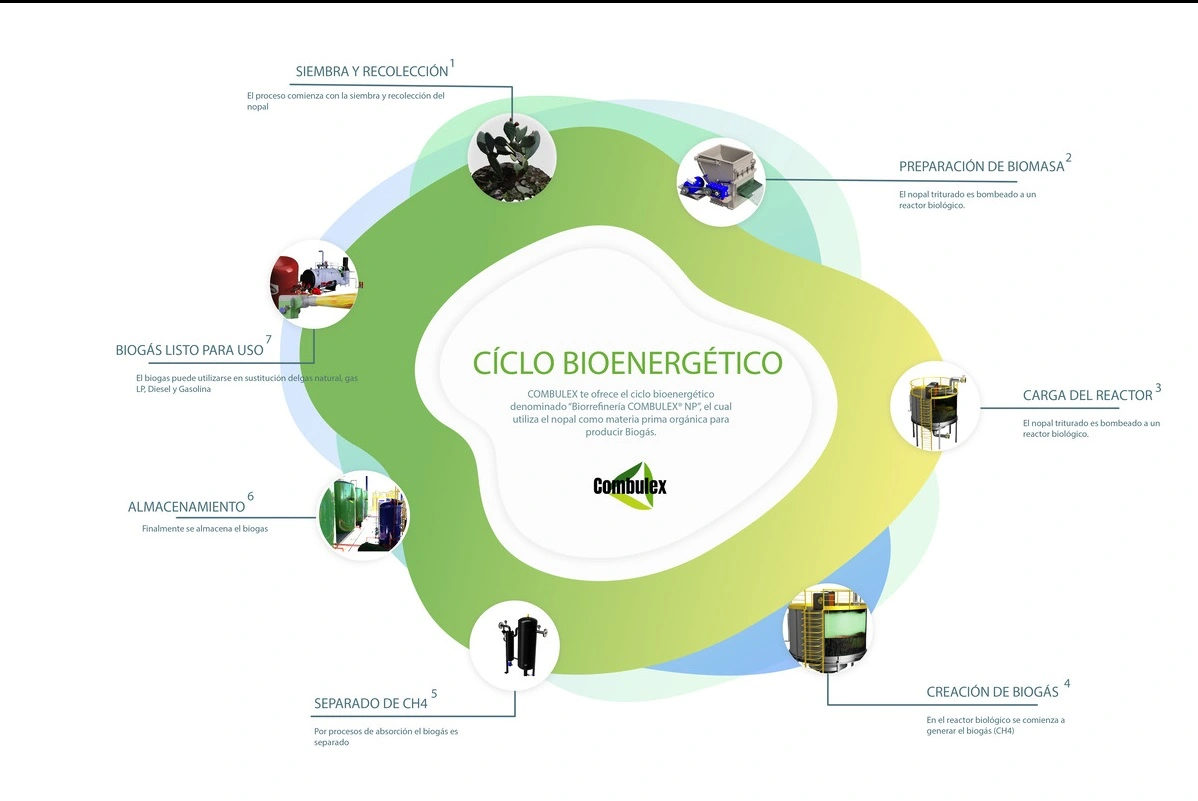 SIEMBRA Y RECOLECCIÓN 1
El proceso comienza con la siembra y recolección del
nopal
PREPARACIÓN DE BIOMASA 2
El nopal triturado es bombeado a un
reactor biológico.
CARGA DEL REACTOR 3
El nopal triturado es bombeado a un
reactor biológico.
CREACIÓN DE BIOGÁS 4
En el reactor biológico se comienza a
generar el biogás (CH4)
SEPARADO DE CH4 5
Por procesos de absorción el biogás es
separado
ALMACENAMIENTO 6
Finalmente se almacena el biogas
BIOGÁS LISTO PARA USO 7
El biogas puede utilizarse en sustitución delgas natural, gas
LP, Diesel y Gasolina
CÍCLO BIOENERGÉTICO
COMBULEX te ofrece el ciclo bioenergético
denominado “Biorrefinería COMBULEX® NP”, el cual
utiliza el nopal como materia prima orgánica para
producir Biogás.
Combulex